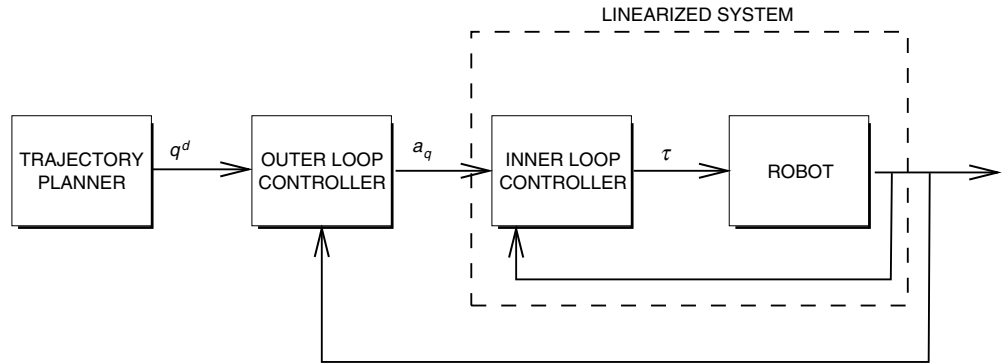 LINEARIZED SYSTEM
TRAJECTORY
PLANNER
q^d
OUTER LOOP
CONTROLLER
a_q
INNER LOOP
CONTROLLER
τ
ROBOT